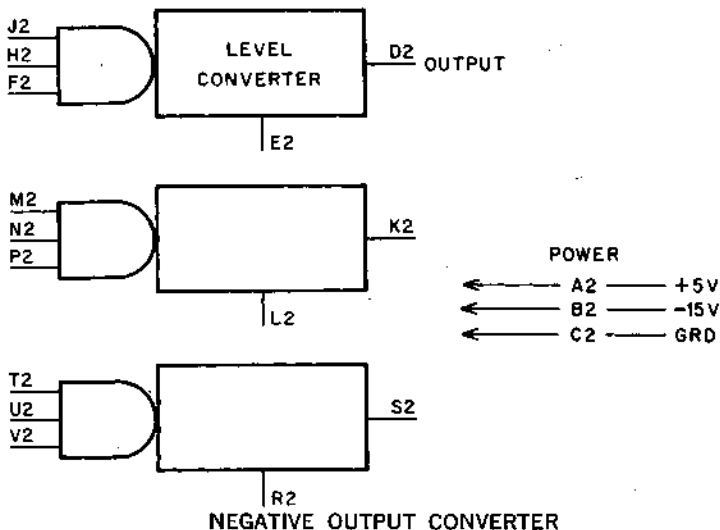 J2
H2
F2
LEVEL
CONVERTER
D2 OUTPUT
E2
M2
N2
P2
K2
L2
POWER
A2 +5V
B2 -15V
C2 GRD
T2
U2
V2
S2
R2
NEGATIVE OUTPUT CONVERTER